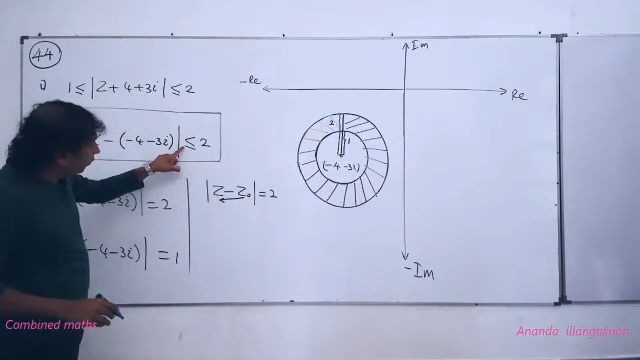 44
i) 1 ≤ |Z + 4 + 3i| ≤ 2
- (-4-3i)| ≤ 2
-3i)| = 2
|Z - Z₀| = 2
-4-3i)| = 1
Im
-Re
Re
2
1
(-4-3i)
-Im
Combined maths
Ananda illangakoon